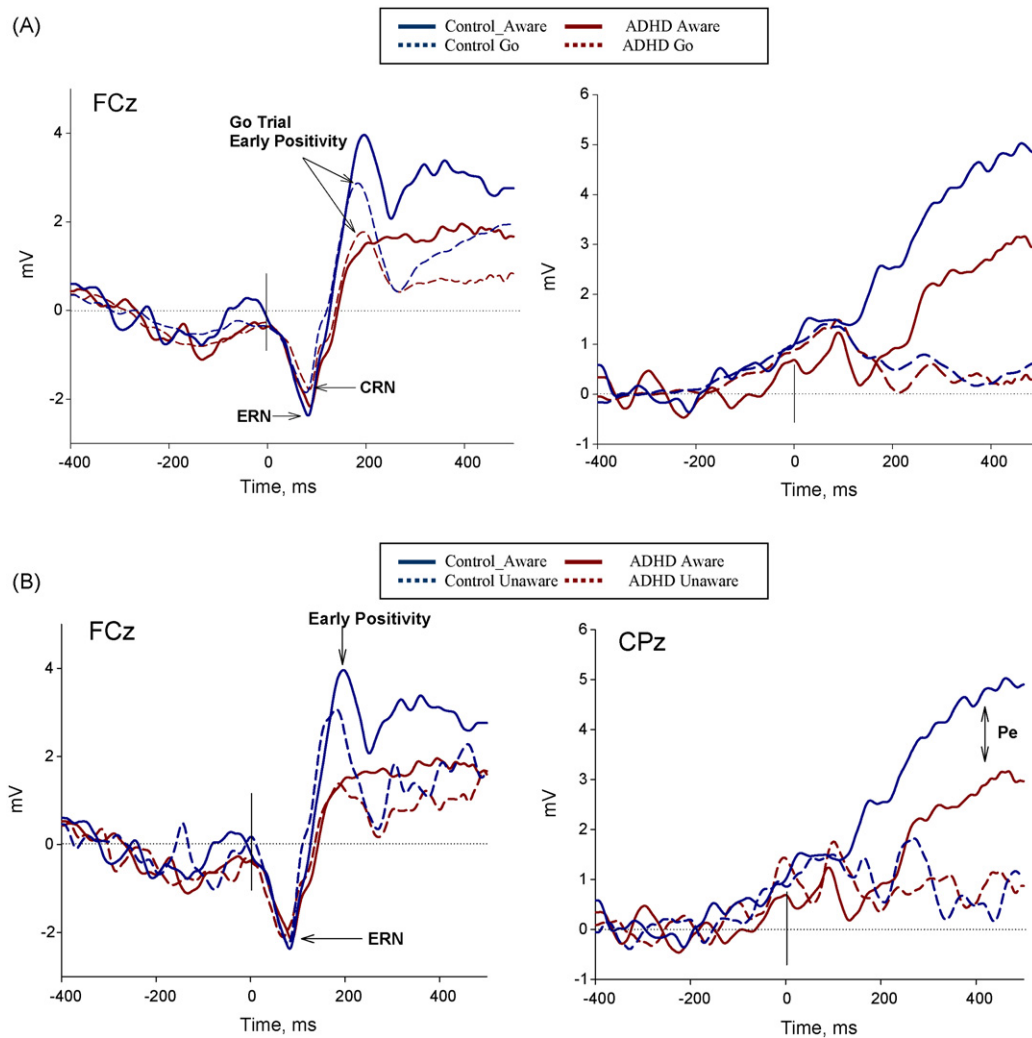 (A)
Control_Aware ADHD Aware
Control Go ADHD Go
FCz
Go Trial
Early Positivity
CRN
ERN
mV
4
2
0
-2
-400 -200 0 200 400
Time, ms
mV
6
5
4
3
2
1
0
-1
-400 -200 0 200 400
Time, ms
(B)
Control_Aware ADHD Aware
Control Unaware ADHD Unaware
FCz
Early Positivity
ERN
mV
4
2
0
-2
-400 -200 0 200 400
Time, ms
CPz
Pe
mV
6
5
4
3
2
1
0
-1
-400 -200 0 200 400
Time, ms